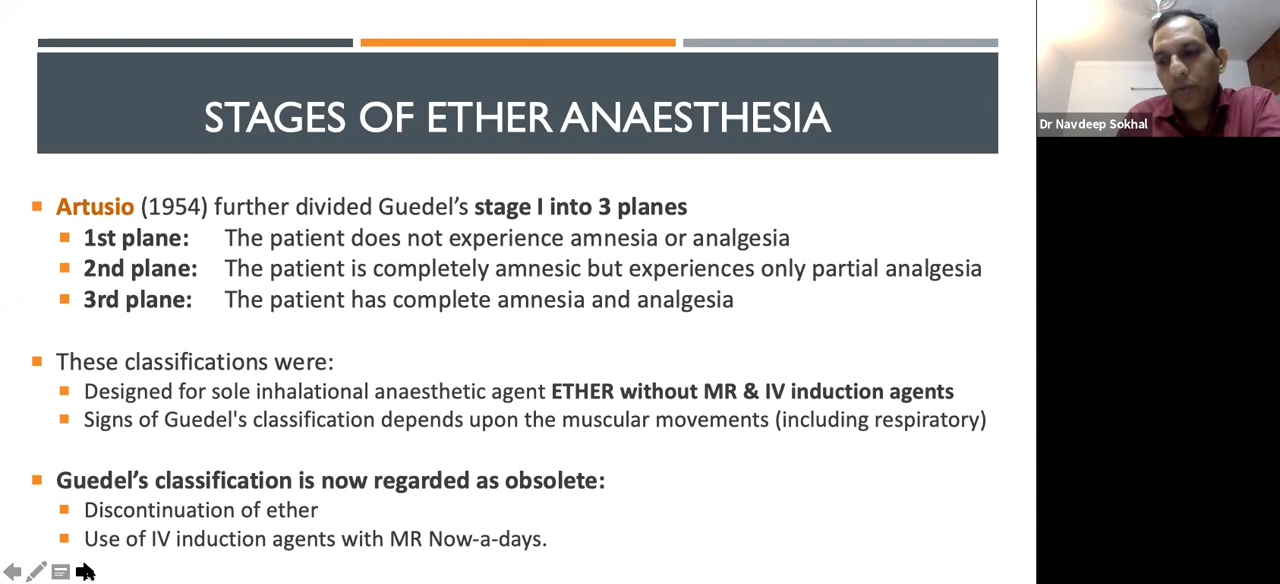 STAGES OF ETHER ANAESTHESIA
Dr Navdeep Sokhal
Artusio (1954) further divided Guedel’s stage I into 3 planes
1st plane: The patient does not experience amnesia or analgesia
2nd plane: The patient is completely amnesic but experiences only partial analgesia
3rd plane: The patient has complete amnesia and analgesia
These classifications were:
Designed for sole inhalational anaesthetic agent ETHER without MR & IV induction agents
Signs of Guedel's classification depends upon the muscular movements (including respiratory)
Guedel’s classification is now regarded as obsolete:
Discontinuation of ether
Use of IV induction agents with MR Now-a-days.